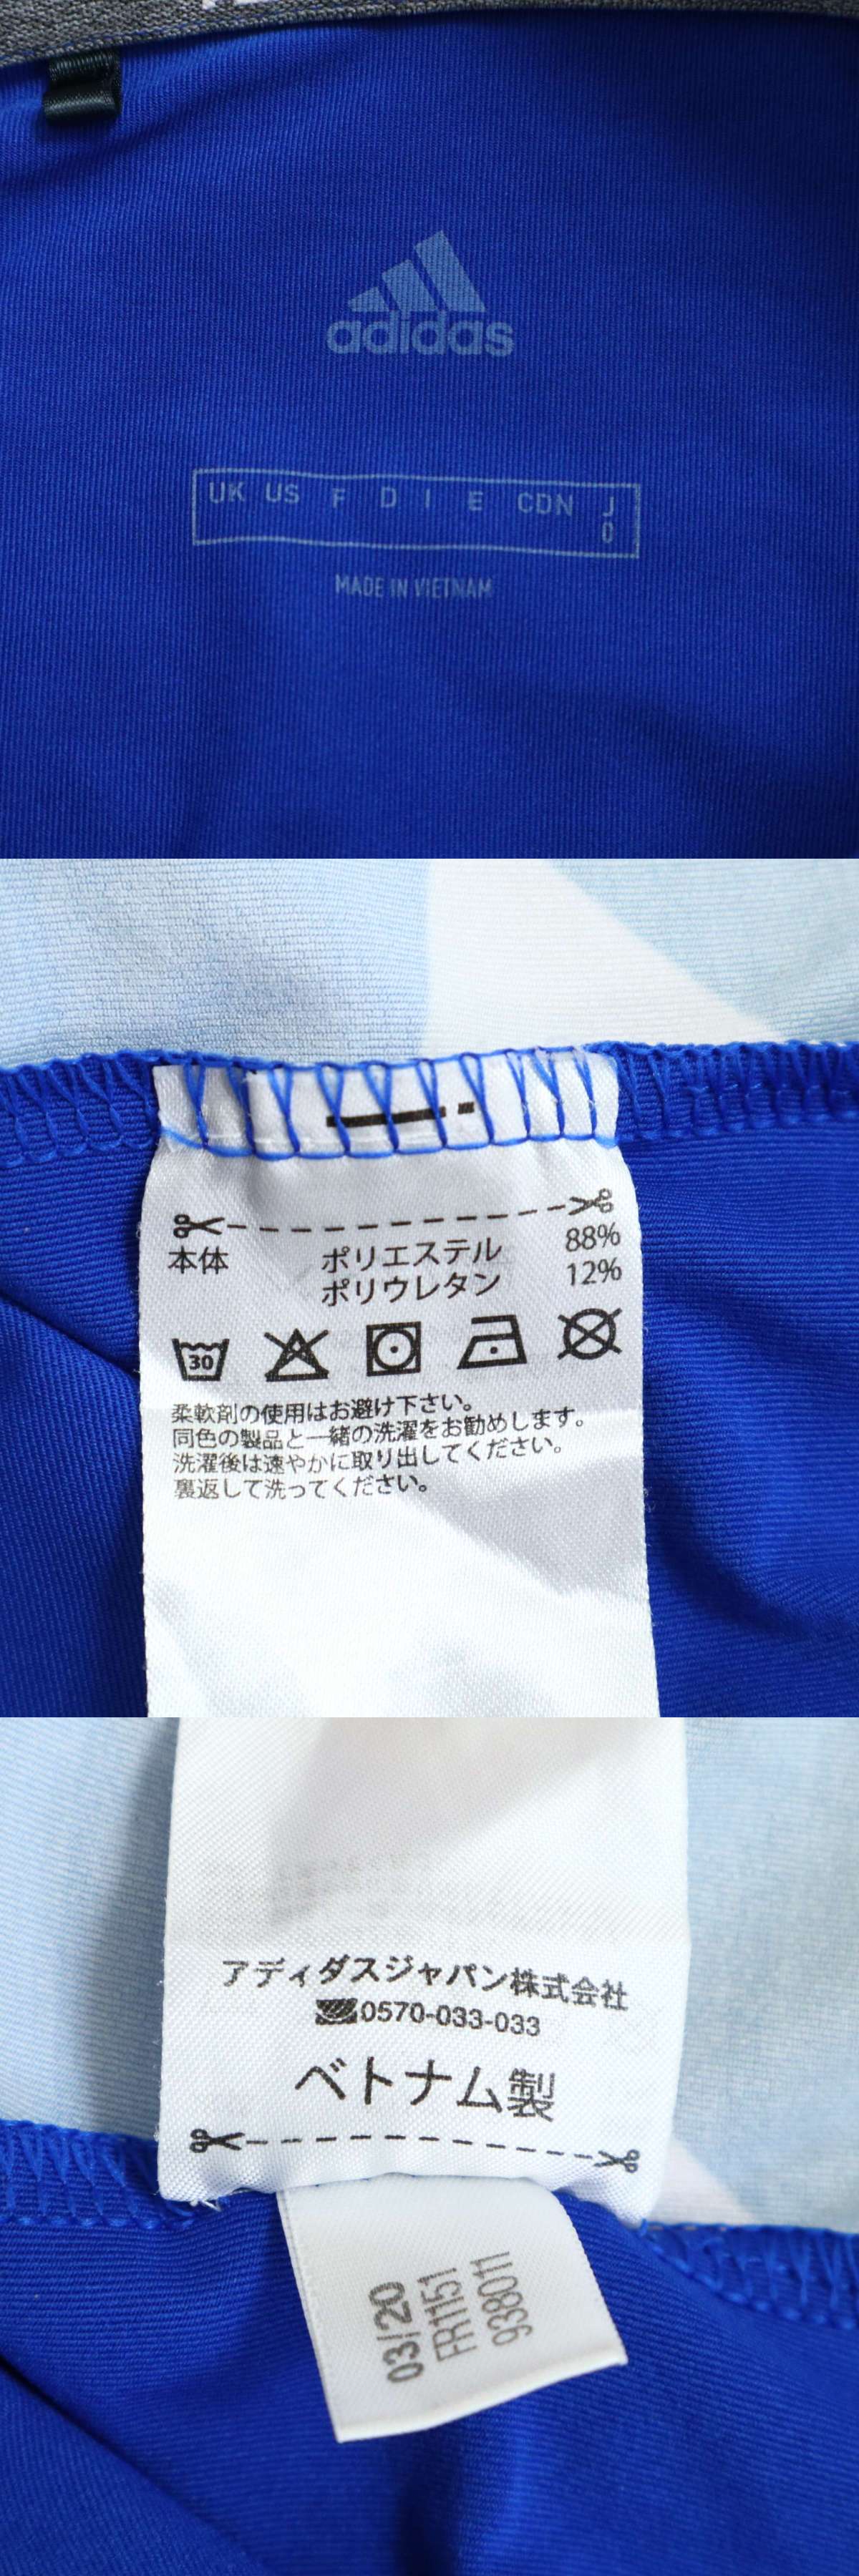 adidas
UK US F D I E CDN J
O
MADE IN VIETNAM
本体 ポリエステル 88%
ポリウレタン 12%
30
柔軟剤の使用はお避け下さい。
同色の製品と一緒の洗濯をお勧めします。
洗濯後は速やかに取り出してください。
裏返して洗ってください。
アディダスジャパン株式会社
0570-033-033
ベトナム製
03/20
FR1151
938011